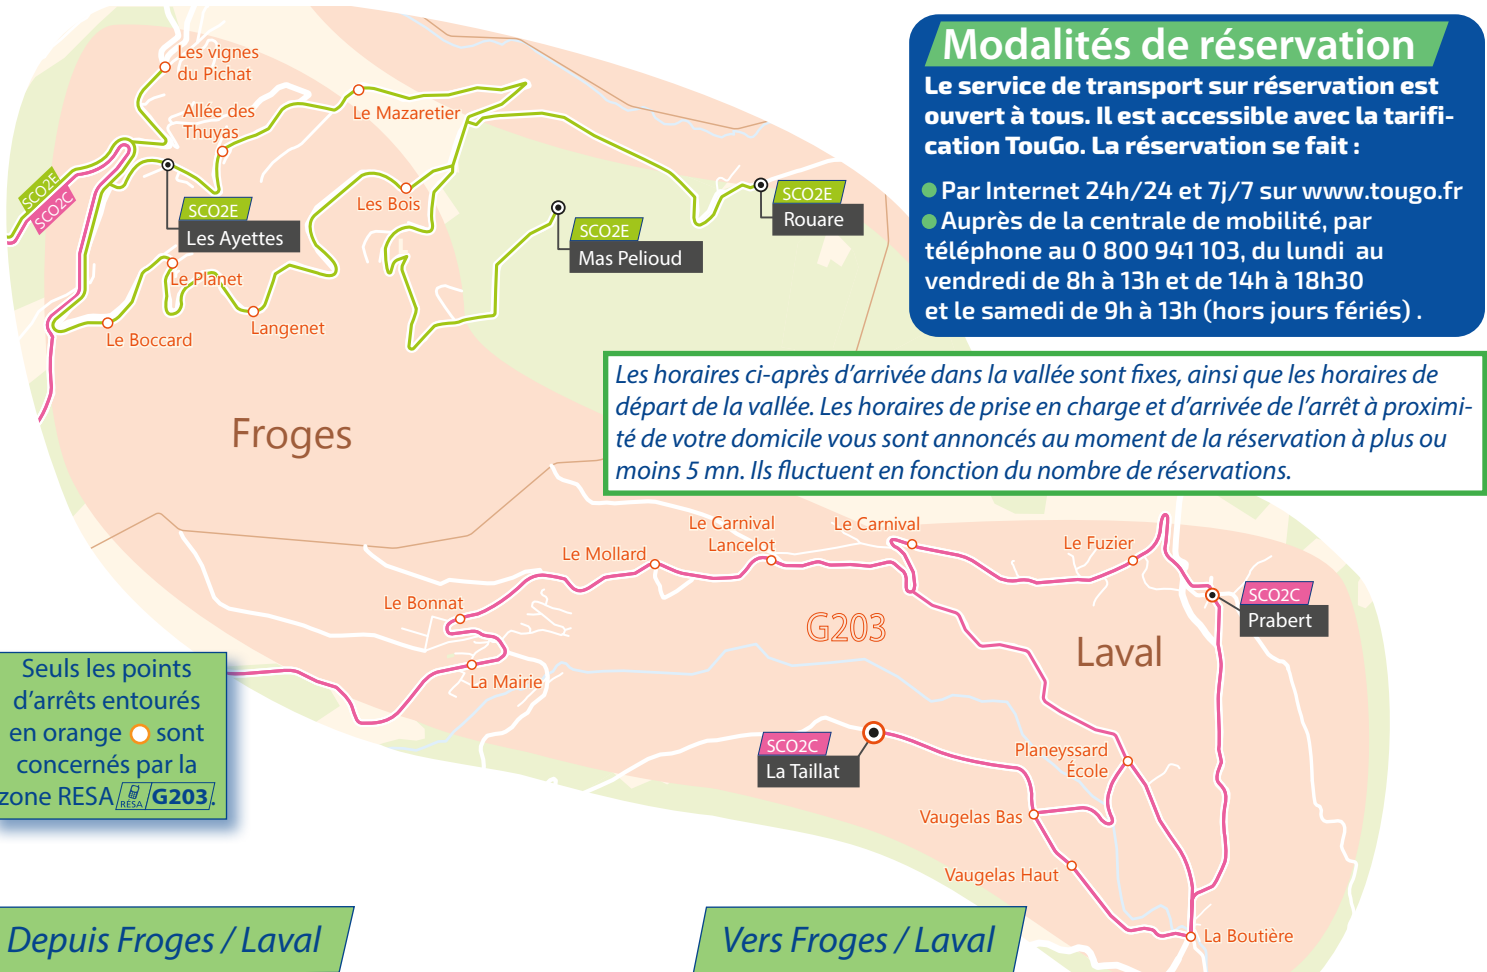 Les vignes
du Pichat
Allée des
Thuyas
Le Mazaretier
SCO2E
SCO2C
SCO2E
Les Ayettes
Les Bois
SCO2E
Mas Pelioud
SCO2E
Rouare
Le Planet
Le Boccard
Langenet
Froges
Modalités de réservation
Le service de transport sur réservation est
ouvert à tous. Il est accessible avec la tarifi-
cation TouGo. La réservation se fait :
Par Internet 24h/24 et 7j/7 sur www.tougo.fr
Auprès de la centrale de mobilité, par
téléphone au 0 800 941 103, du lundi au
vendredi de 8h à 13h et de 14h à 18h30
et le samedi de 9h à 13h (hors jours fériés) .
Les horaires ci-après d’arrivée dans la vallée sont fixes, ainsi que les horaires de
départ de la vallée. Les horaires de prise en charge et d’arrivée de l’arrêt à proximi-
té de votre domicile vous sont annoncés au moment de la réservation à plus ou
moins 5 mn. Ils fluctuent en fonction du nombre de réservations.
Le Carnival
Lancelot
Le Carnival
Le Mollard
Le Fuzier
Le Bonnat
SCO2C
Prabert
G203
Laval
La Mairie
SCO2C
La Taillat
Planeyssard
École
Vaugelas Bas
Vaugelas Haut
La Boutière
Seuls les points
d’arrêts entourés
en orange sont
concernés par la
zone RESA RÉSA G203.
Depuis Froges / Laval
Vers Froges / Laval